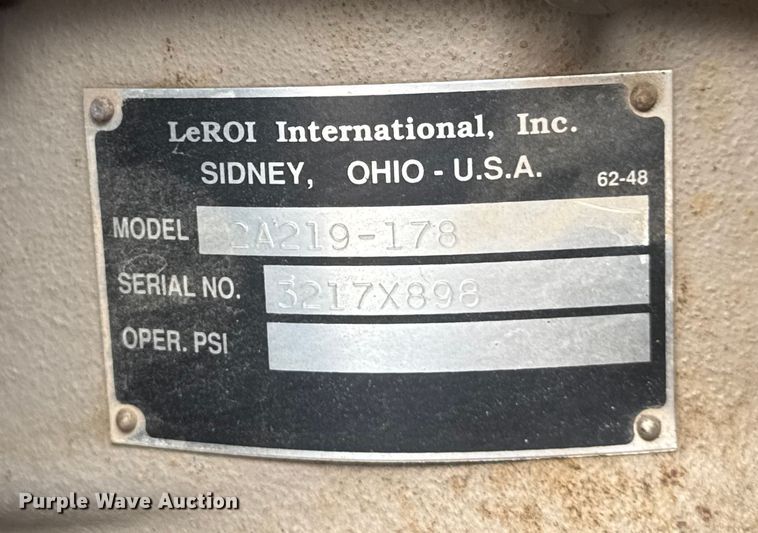 LeROI International, Inc.
SIDNEY, OHIO - U.S.A. 62-48
MODEL 2A219-178
SERIAL NO. 3217X898
OPER. PSI
Purple Wave Auction